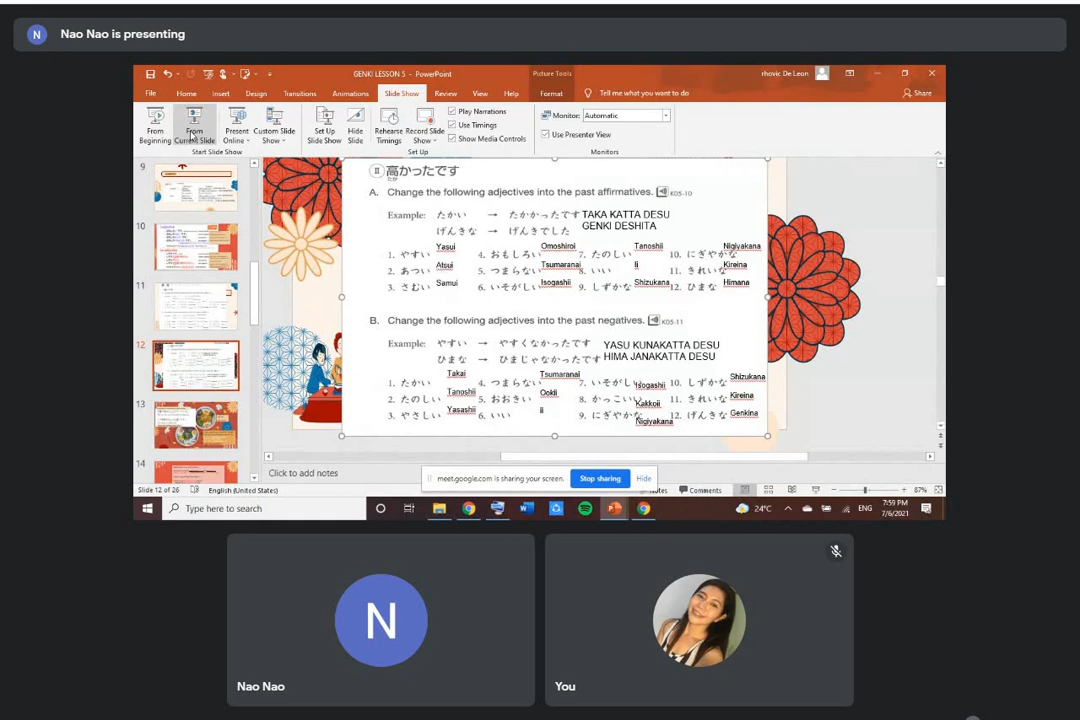 N Nao Nao is presenting
GENKI LESSON 5 - PowerPoint
Picture Tools
rhovic De Leon
File Home Insert Design Transitions Animations Slide Show Review View Help Format Tell me what you want to do Share
From Beginning
From Current Slide
Present Online
Custom Slide Show
Set Up Slide Show
Hide Slide
Rehearse Timings
Record Slide Show
Play Narrations
Use Timings
Show Media Controls
Monitor: Automatic
Use Presenter View
Start Slide Show
Set Up
Monitors
9
10
11
12
13
14
II 高かったです
たか
A. Change the following adjectives into the past affirmatives. K05-10
Example: たかい → たかかったです TAKA KATTA DESU
げんきな → げんきでした GENKI DESHITA
1. やすい Yasui 4. おもしろい Omoshiroi 7. たのしい Tanoshii 10. にぎやかな Nigiyakana
2. あつい Atsui 5. つまらない Tsumaranai 8. いい Ii 11. きれいな Kireina
3. さむい Samui 6. いそがしい Isogashii 9. しずかな Shizukana 12. ひまな Himana
B. Change the following adjectives into the past negatives. K05-11
Example: やすい → やすくなかったです YASU KUNAKATTA DESU
ひまな → ひまじゃなかったです HIMA JANAKATTA DESU
1. たかい Takai 4. つまらない Tsumaranai 7. いそがしい Isogashii 10. しずかな Shizukana
2. たのしい Tanoshii 5. おおきい Ookii 8. かっこいい Kakkoii 11. きれいな Kireina
3. やさしい Yasashii 6. いい ii 9. にぎやかな Nigiyakana 12. げんきな Genkina
Click to add notes
meet.google.com is sharing your screen. Stop sharing Hide
Slide 12 of 26 English (United States) Notes Comments 87%
Type here to search
24°C ENG 7:59 PM
7/6/2021
N
Nao Nao
You